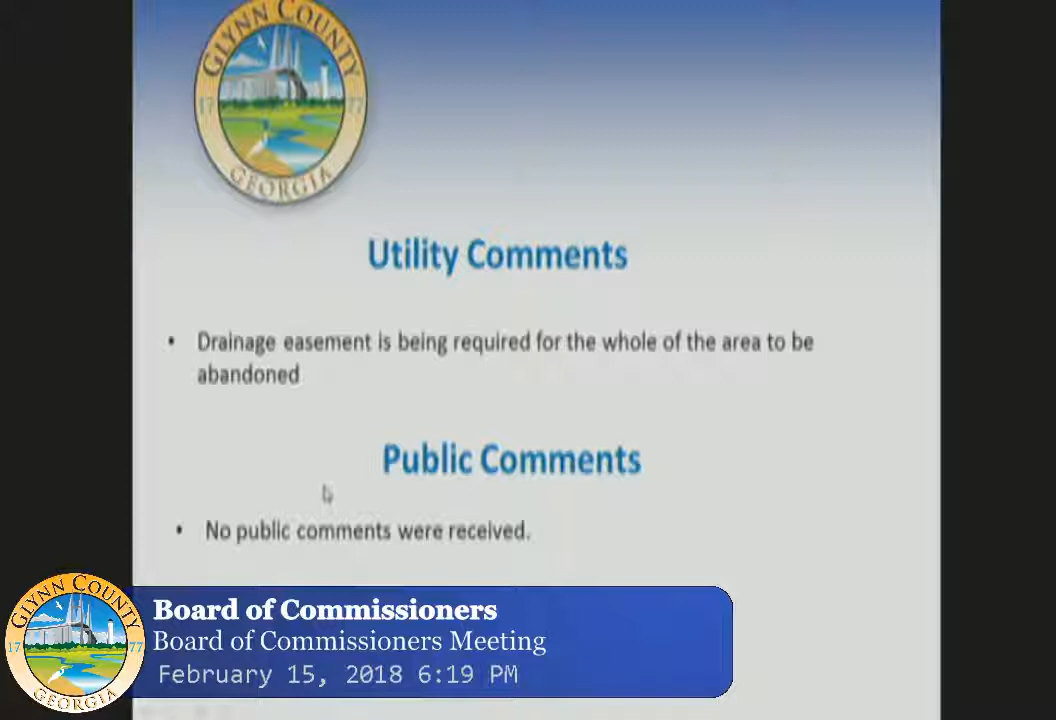 GLYNN COUNTY
17 77
GEORGIA
Utility Comments
• Drainage easement is being required for the whole of the area to be
abandoned
Public Comments
• No public comments were received.
GLYNN COUNTY
17 77
GEORGIA
Board of Commissioners
Board of Commissioners Meeting
February 15, 2018 6:19 PM